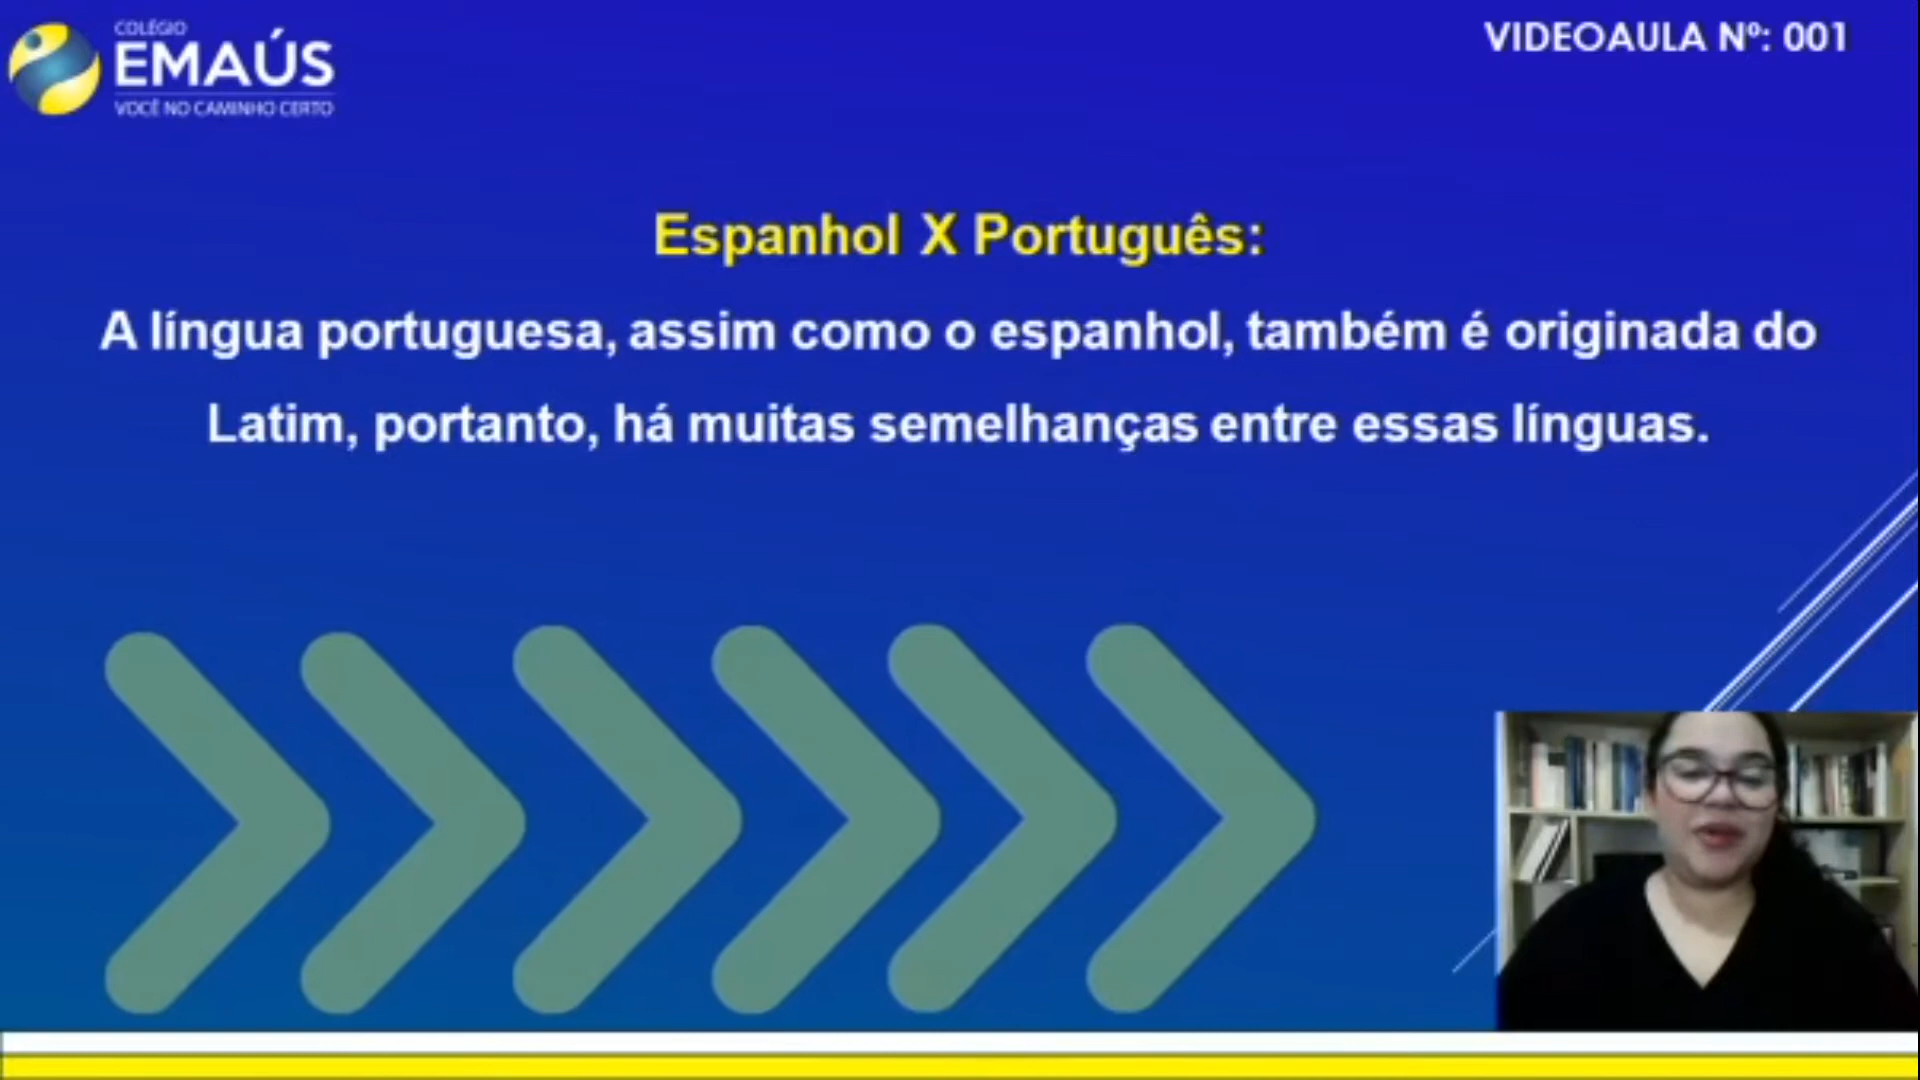 COLÉGIO
EMAÚS
VOCÊ NO CAMINHO CERTO
VIDEOAULA Nº: 001
Espanhol X Português:
A língua portuguesa, assim como o espanhol, também é originada do
Latim, portanto, há muitas semelhanças entre essas línguas.